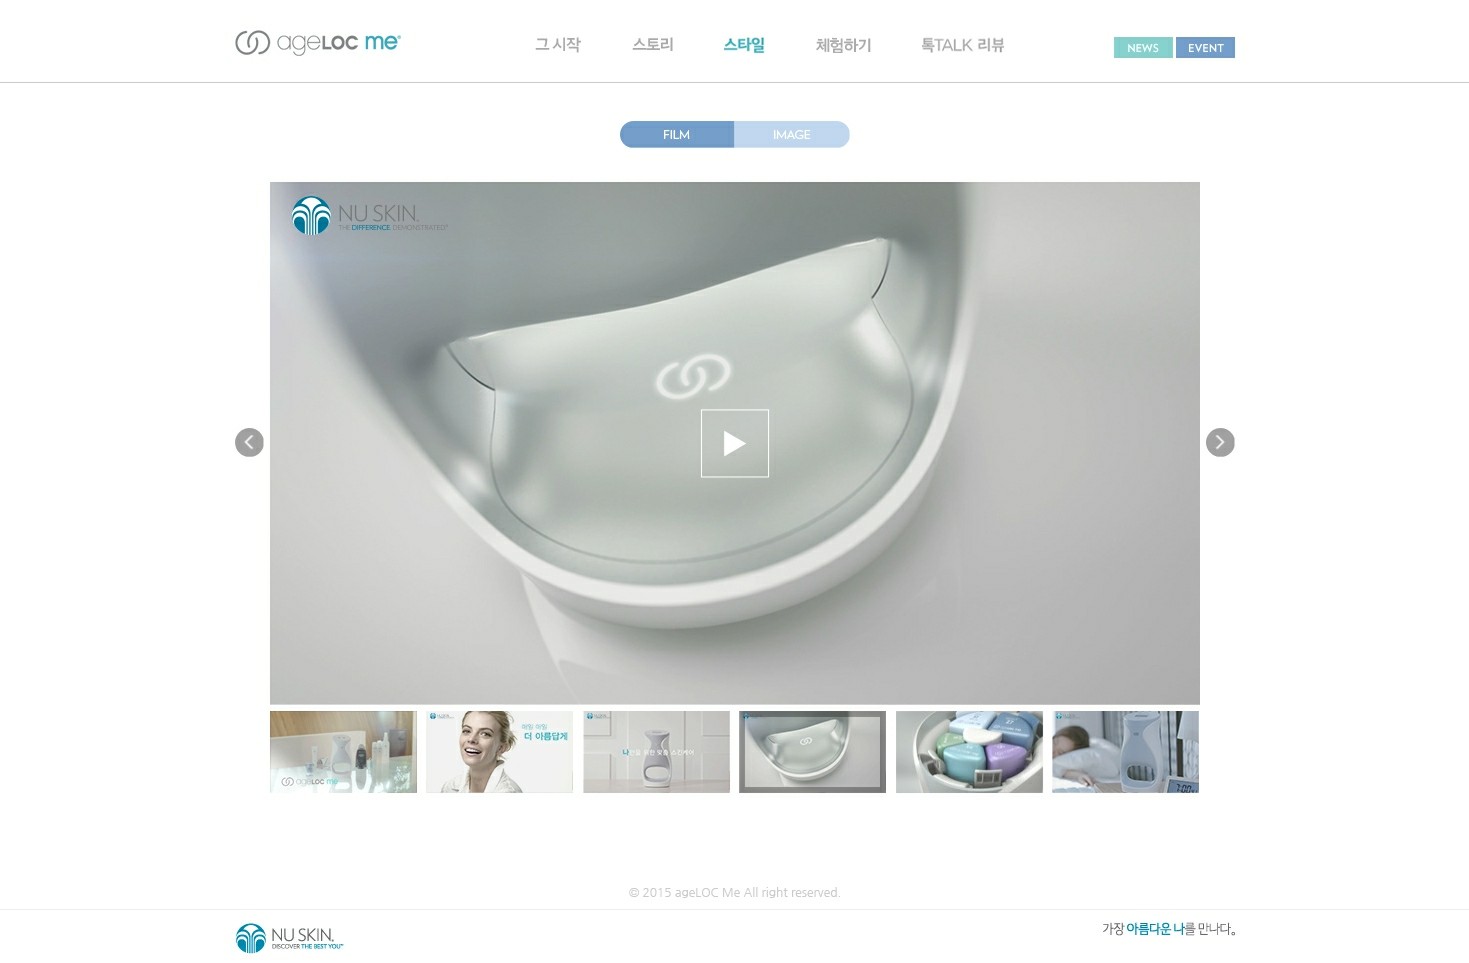 ageLOC me
그 시작
스토리
스타일
체험하기
톡TALK 리뷰
NEWS
EVENT
FILM
IMAGE
NU SKIN.
THE DIFFERENCE DEMONSTRATED
ageLOC me
더 아름답게
7:00
© 2015 ageLOC Me All right reserved.
NU SKIN.
DISCOVER THE BEST YOU™
가장 아름다운 나를 만나다。